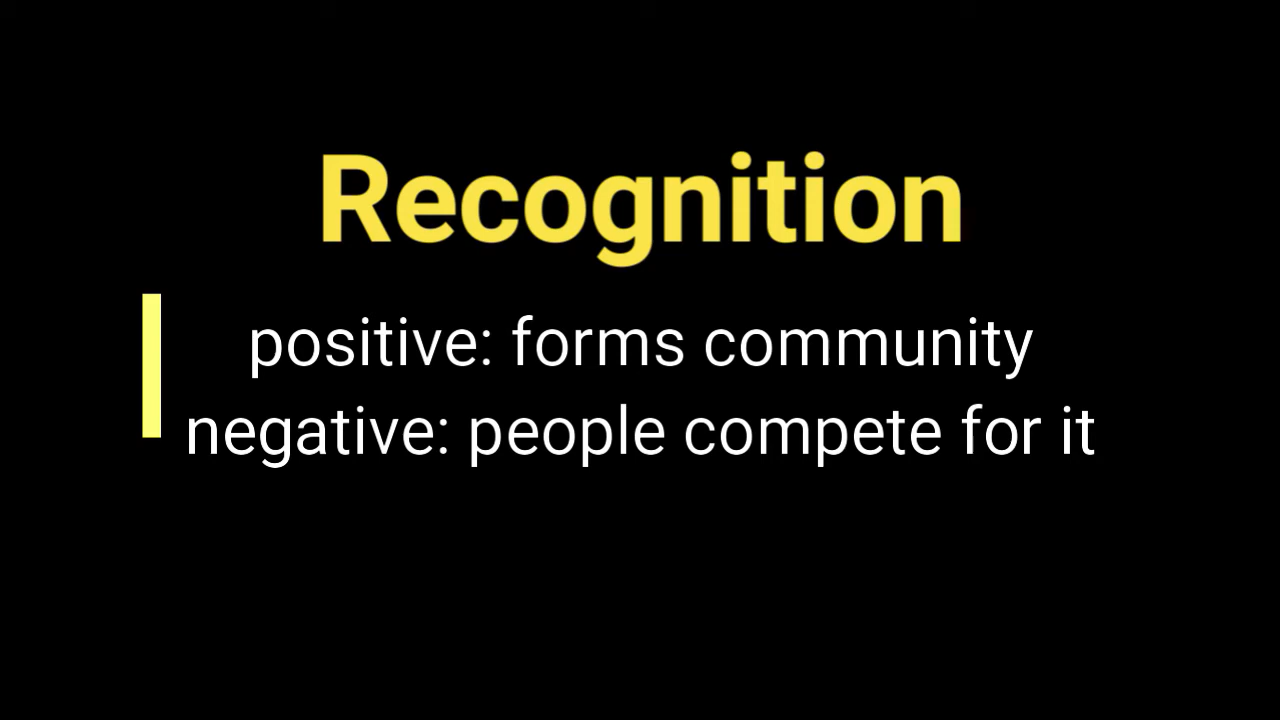 Recognition
positive: forms community
negative: people compete for it